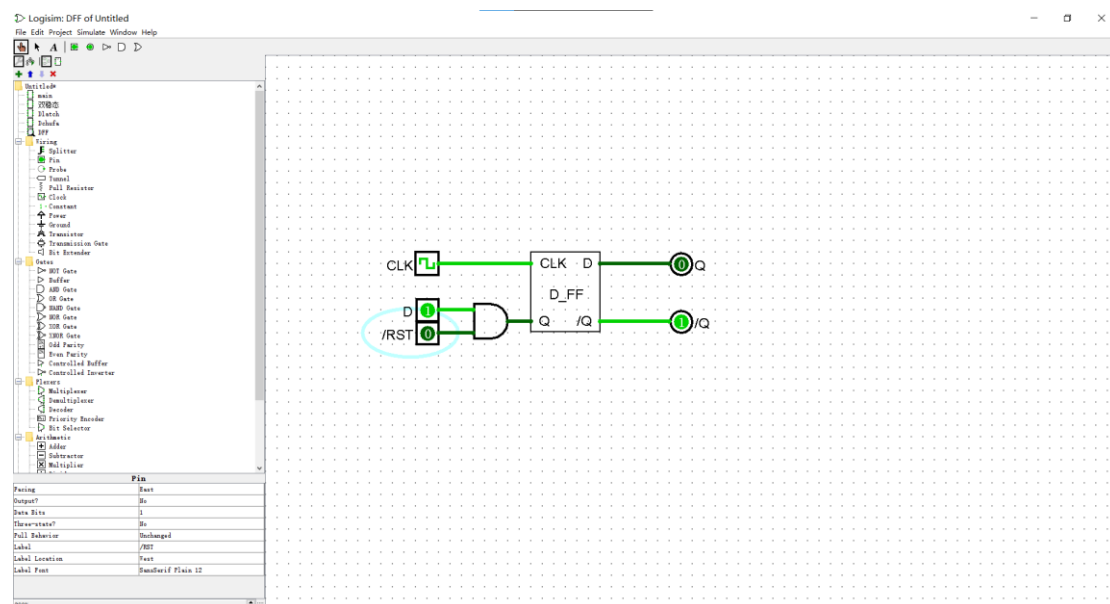 Logisim: DFF of Untitled
File Edit Project Simulate Window Help
A
Untitled*
main
双稳态
Dlatch
Dchufa
DFF
Wiring
Splitter
Pin
Probe
Tunnel
Pull Resistor
Clock
Constant
Power
Ground
Transistor
Transmission Gate
Bit Extender
Gates
NOT Gate
Buffer
AND Gate
OR Gate
NAND Gate
NOR Gate
XOR Gate
XNOR Gate
Odd Parity
Even Parity
Controlled Buffer
Controlled Inverter
Plexers
Multiplexer
Demultiplexer
Decoder
Priority Encoder
Bit Selector
Arithmetic
Adder
Subtractor
Multiplier
Pin
Facing East
Output? No
Data Bits 1
Three-state? No
Pull Behavior Unchanged
Label /RST
Label Location West
Label Font SansSerif Plain 12
CLK CLK D 0 Q
D_FF
D 1 Q /Q 1 /Q
/RST 0